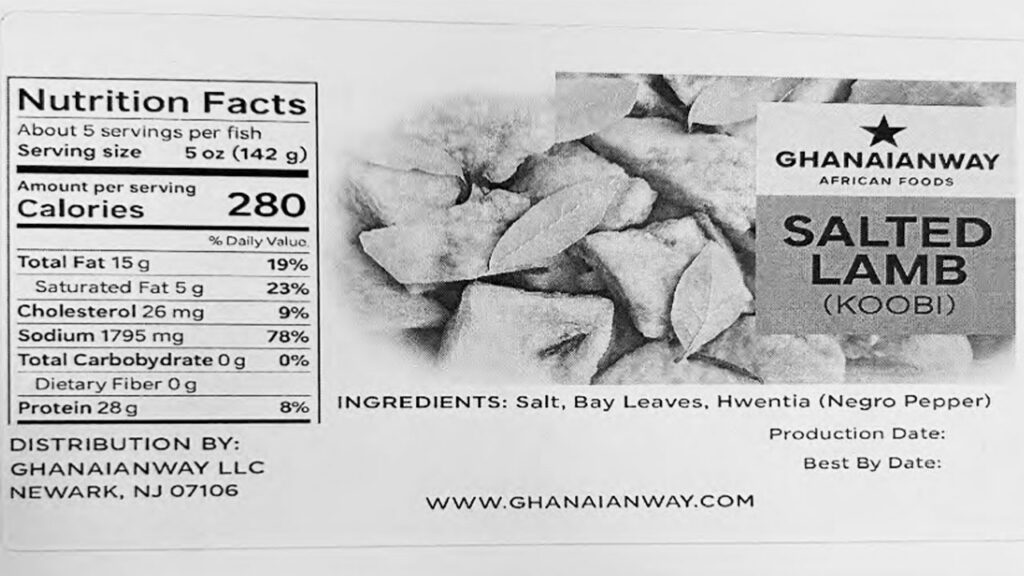 Nutrition Facts
About 5 servings per fish
Serving size 5 oz (142 g)
Amount per serving
Calories 280
% Daily Value
Total Fat 15 g 19%
Saturated Fat 5 g 23%
Cholesterol 26 mg 9%
Sodium 1795 mg 78%
Total Carbobydrate 0 g 0%
Dietary Fiber 0 g
Protein 28 g 8%
DISTRIBUTION BY:
GHANAIANWAY LLC
NEWARK, NJ 07106
GHANAIANWAY
AFRICAN FOODS
SALTED
LAMB
(KOOBI)
INGREDIENTS: Salt, Bay Leaves, Hwentia (Negro Pepper)
Production Date:
Best By Date:
WWW.GHANAIANWAY.COM